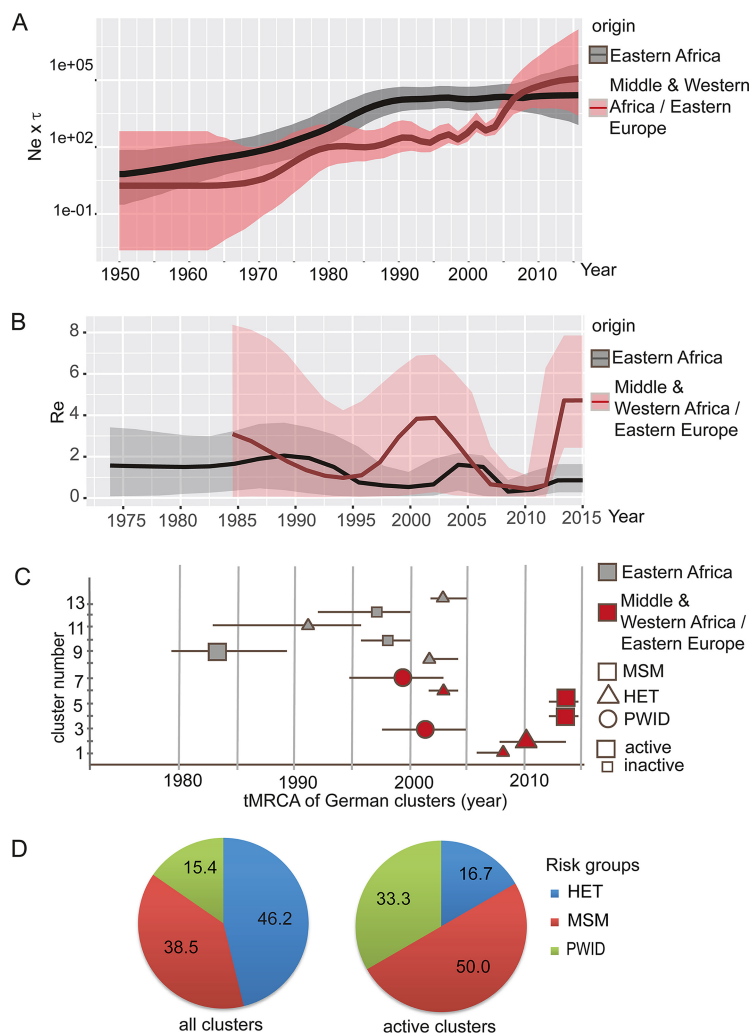 A
origin
Eastern Africa
Middle & Western
Africa / Eastern
Europe
Ne x τ
1e+05
1e+02
1e-01
1950 1960 1970 1980 1990 2000 2010 Year
B
origin
Eastern Africa
Middle &
Western Africa /
Eastern Europe
Re
8
6
4
2
0
1975 1980 1985 1990 1995 2000 2005 2010 2015 Year
C
Eastern Africa
Middle &
Western Africa /
Eastern Europe
MSM
HET
PWID
active
inactive
cluster number
13
11
9
7
5
3
1
1980 1990 2000 2010
tMRCA of German clusters (year)
D
Risk groups
HET
MSM
PWID
15.4
46.2
38.5
all clusters
16.7
33.3
50.0
active clusters